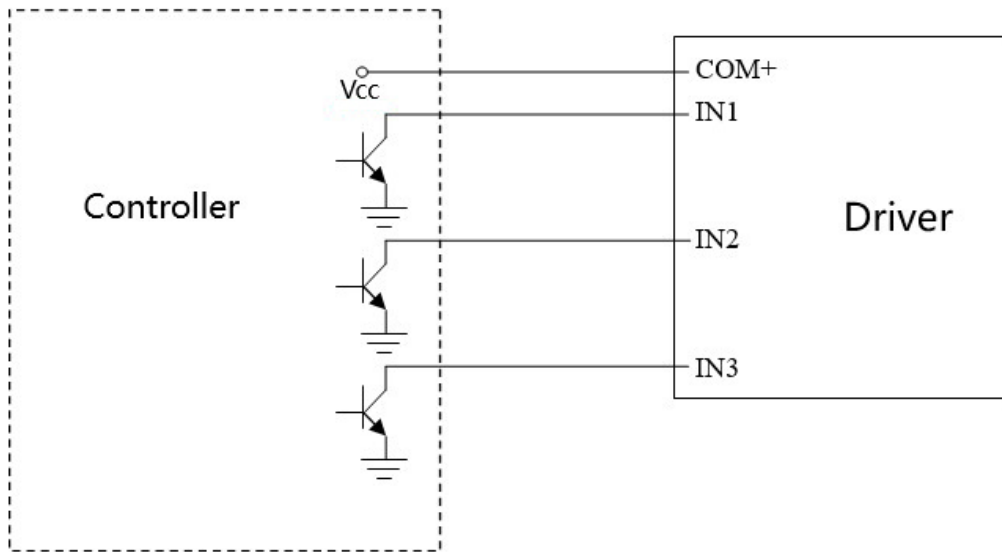 COM+
Vcc
IN1
Controller
Driver
IN2
IN3